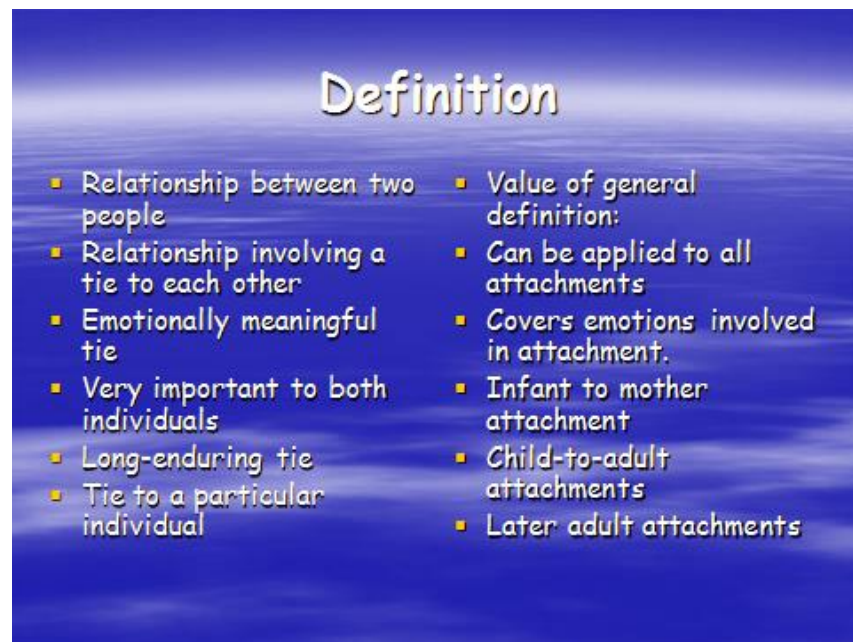 Definition
Relationship between two
people
Relationship involving a
tie to each other
Emotionally meaningful
tie
Very important to both
individuals
Long-enduring tie
Tie to a particular
individual
Value of general
definition:
Can be applied to all
attachments
Covers emotions involved
in attachment.
Infant to mother
attachment
Child-to-adult
attachments
Later adult attachments